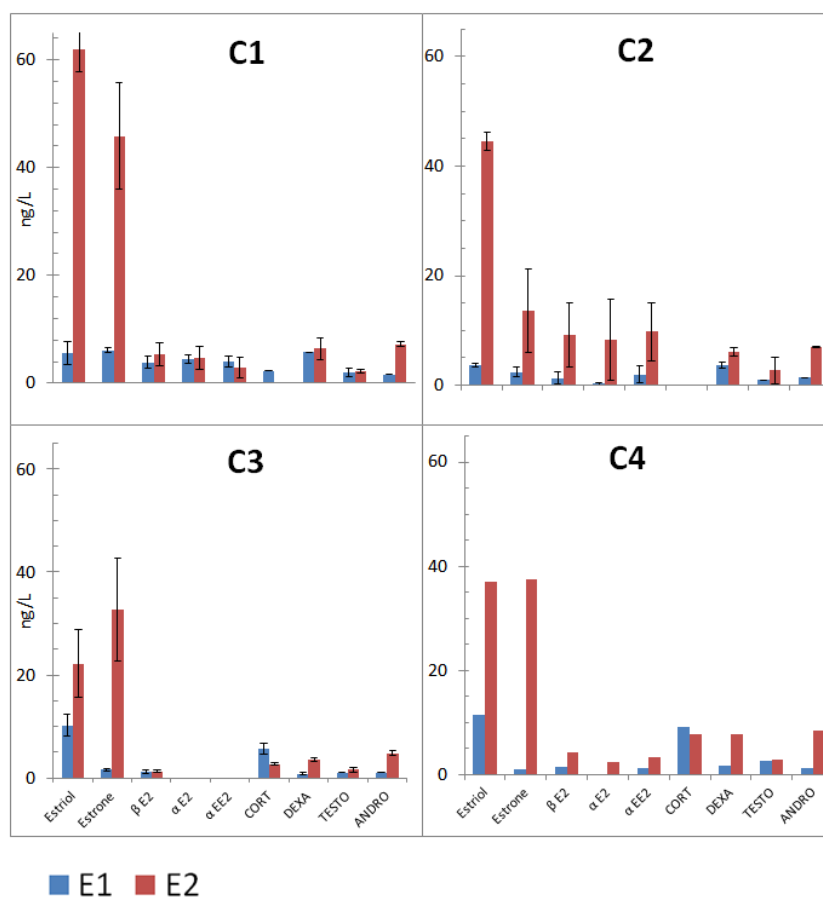 C1
60
40
20
0
ng/L
C2
60
40
20
0
C3
60
40
20
0
ng/L
Estriol
Estrone
β E2
α E2
α EE2
CORT
DEXA
TESTO
ANDRO
C4
60
40
20
0
Estriol
Estrone
β E2
α E2
α EE2
CORT
DEXA
TESTO
ANDRO
E1 E2